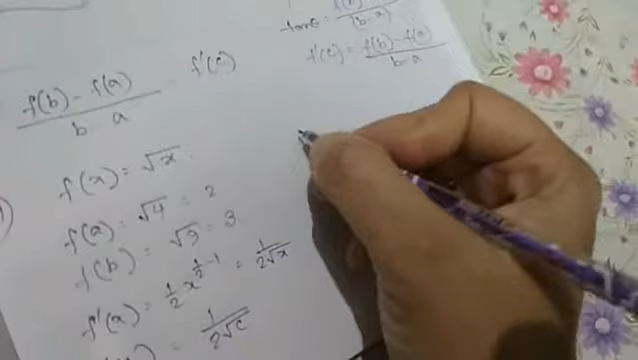 tanθ = f(b) - f(a) / (b-a)
f'(c) = f(b) - f(a) / b-a
f(b) - f(a) / b - a = f'(c)
f(x) = √x
f(a) = √4 = 2
f(b) = √9 = 3
f'(x) = 1/2 x^(1/2 - 1) = 1/(2√x)
= 1/(2√c)